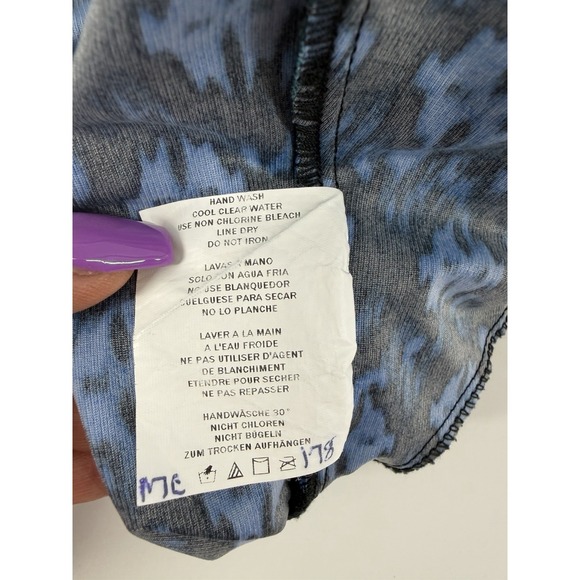 HAND WASH
COOL CLEAR WATER
USE NON CHLORINE BLEACH
LINE DRY
DO NOT IRON
LAVAS A MANO
SOLO CON AGUA FRIA
NO USE BLANQUEDOR
CUELGUESE PARA SECAR
NO LO PLANCHE
LAVER A LA MAIN
A L'EAU FROIDE
NE PAS UTILISER D'AGENT
DE BLANCHIMENT
ETENDRE POUR SECHER
NE PAS REPASSER
HANDWÄSCHE 30°
NICHT CHLOREN
NICHT BÜGELN
ZUM TROCKEN AUFHÄNGEN
178